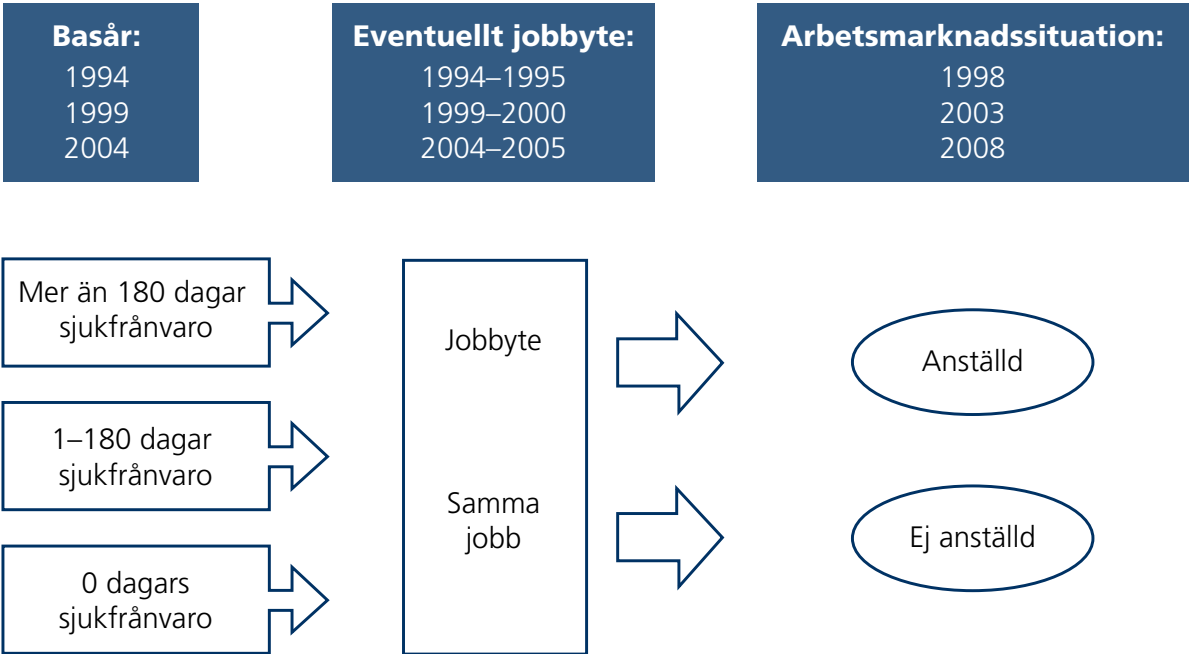 Basår:
1994
1999
2004
Eventuellt jobbyte:
1994–1995
1999–2000
2004–2005
Arbetsmarknadssituation:
1998
2003
2008
Mer än 180 dagar
sjukfrånvaro
1–180 dagar
sjukfrånvaro
0 dagars
sjukfrånvaro
Jobbyte
Samma
jobb
Anställd
Ej anställd